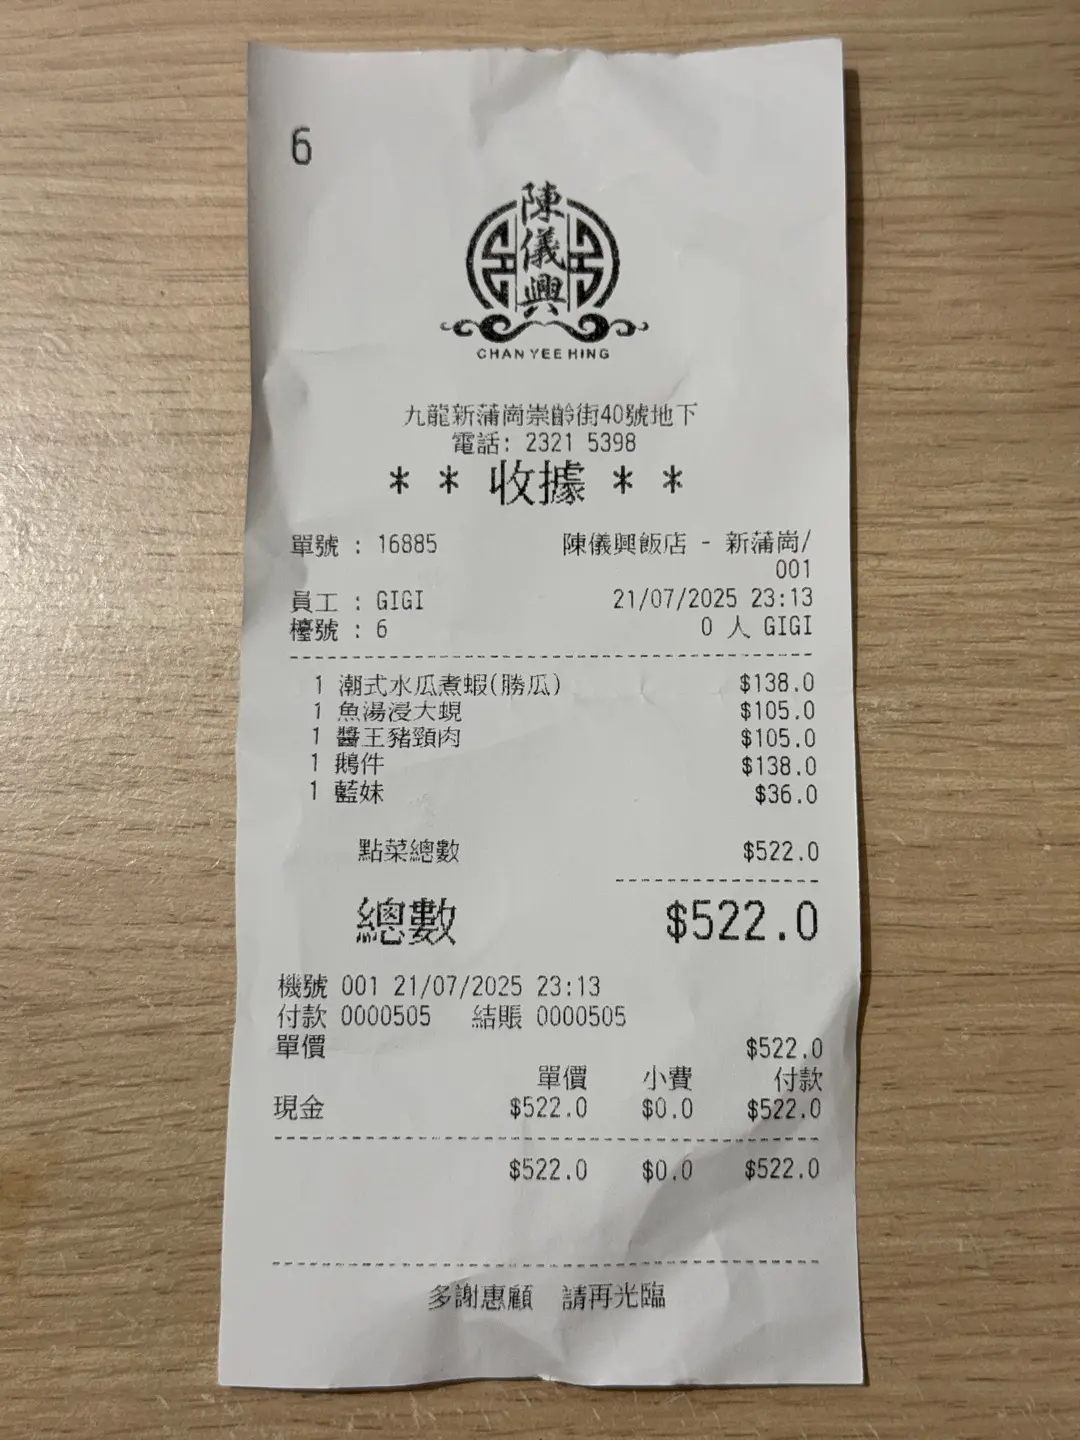 6
陳儀興
CHAN YEE HING
九龍新蒲崗崇齡街40號地下
電話: 2321 5398
* * 收據 * *
單號 : 16885 陳儀興飯店 - 新蒲崗/
001
員工 : GIGI 21/07/2025 23:13
檯號 : 6 0 人 GIGI
1 潮式水瓜煮蝦(勝瓜) $138.0
1 魚湯浸大蜆 $105.0
1 醬王豬頸肉 $105.0
1 鵝件 $138.0
1 藍妹 $36.0
點菜總數 $522.0
總數 $522.0
機號 001 21/07/2025 23:13
付款 0000505 結賬 0000505
單價 $522.0
單價 小費 付款
現金 $522.0 $0.0 $522.0
$522.0 $0.0 $522.0
多謝惠顧 請再光臨